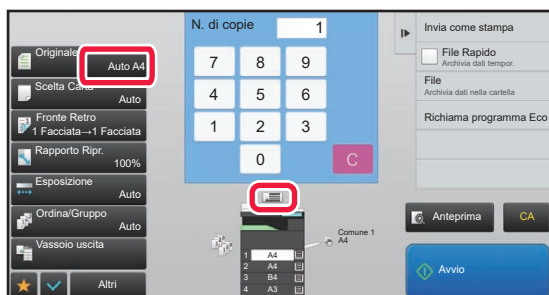 Originale
Auto A4
Scelta Carta
Auto
Fronte Retro
1 Facciata→1 Facciata
Rapporto Ripr.
100%
Esposizione
Auto
Ordina/Gruppo
Auto
Vassoio uscita
Altri
N. di copie
1
7 8 9
4 5 6
1 2 3
0 C
Comune 1
A4
1 A4
2 A4
3 B4
4 A3
Invia come stampa
File Rapido
Archivia dati tempor.
File
Archivia dati nella cartella
Richiama programma Eco
Anteprima
CA
Avvio